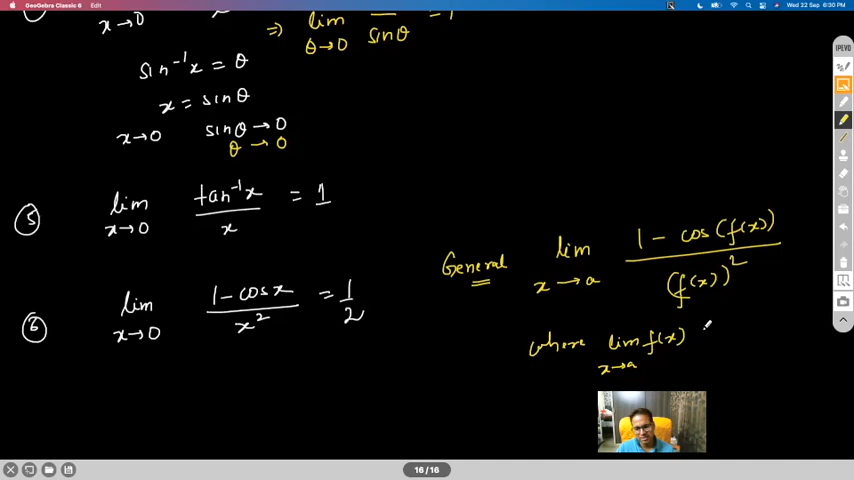 GeoGebra Classic 6 Edit
Wed 22 Sep 6:30 PM
x→0
⇒ lim θ→0 / sinθ = 1
sin⁻¹x = θ
x = sinθ
x→0 sinθ→0
θ → 0
⑤ lim x→0 tan⁻¹x / x = 1
General lim x→a 1 - cos(f(x)) / (f(x))²
⑥ lim x→0 1-cosx / x² = 1/2
where lim x→a f(x)
16/16
IPEVO